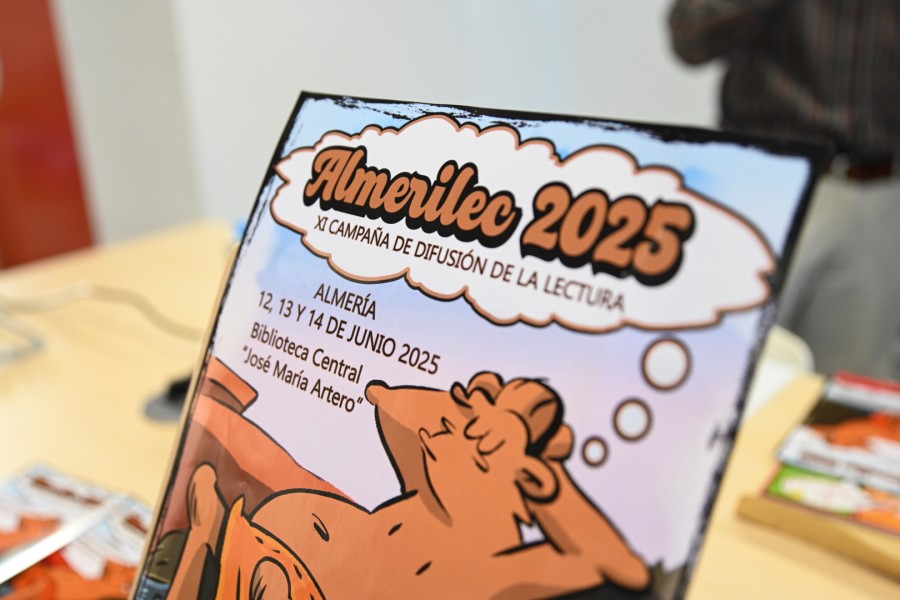 Almerilec 2025
XI CAMPAÑA DE DIFUSIÓN DE LA LECTURA
ALMERÍA
12, 13 Y 14 DE JUNIO 2025
Biblioteca Central
"José María Artero"